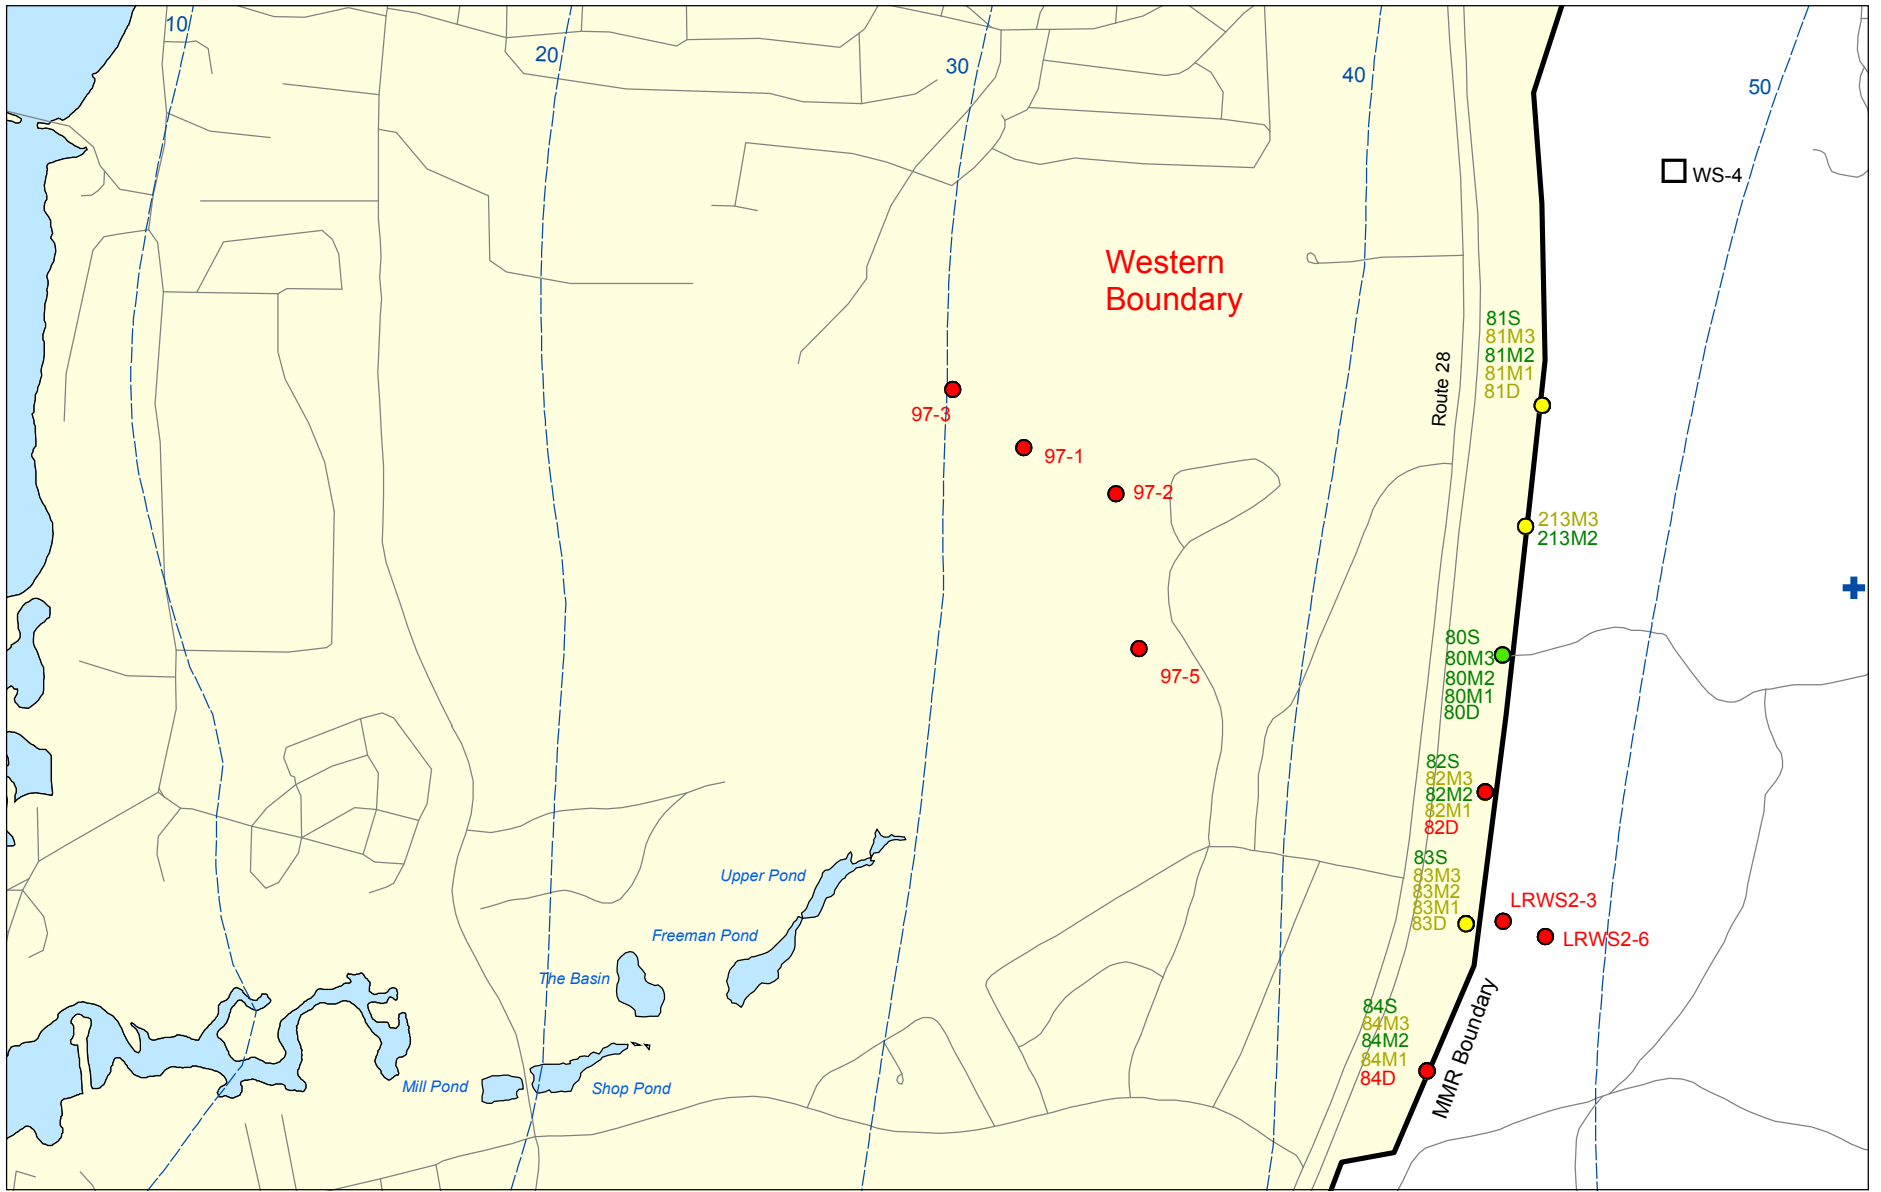 10
20
30
40
50
WS-4
Western
Boundary
81S
81M3
81M2
81M1
81D
Route 28
97-3
97-1
97-2
213M3
213M2
97-5
80S
80M3
80M2
80M1
80D
82S
82M3
82M2
82M1
82D
83S
83M3
83M2
83M1
83D
LRWS2-3
LRWS2-6
Upper Pond
Freeman Pond
The Basin
Mill Pond
Shop Pond
84S
84M3
84M2
84M1
84D
MMR Boundary